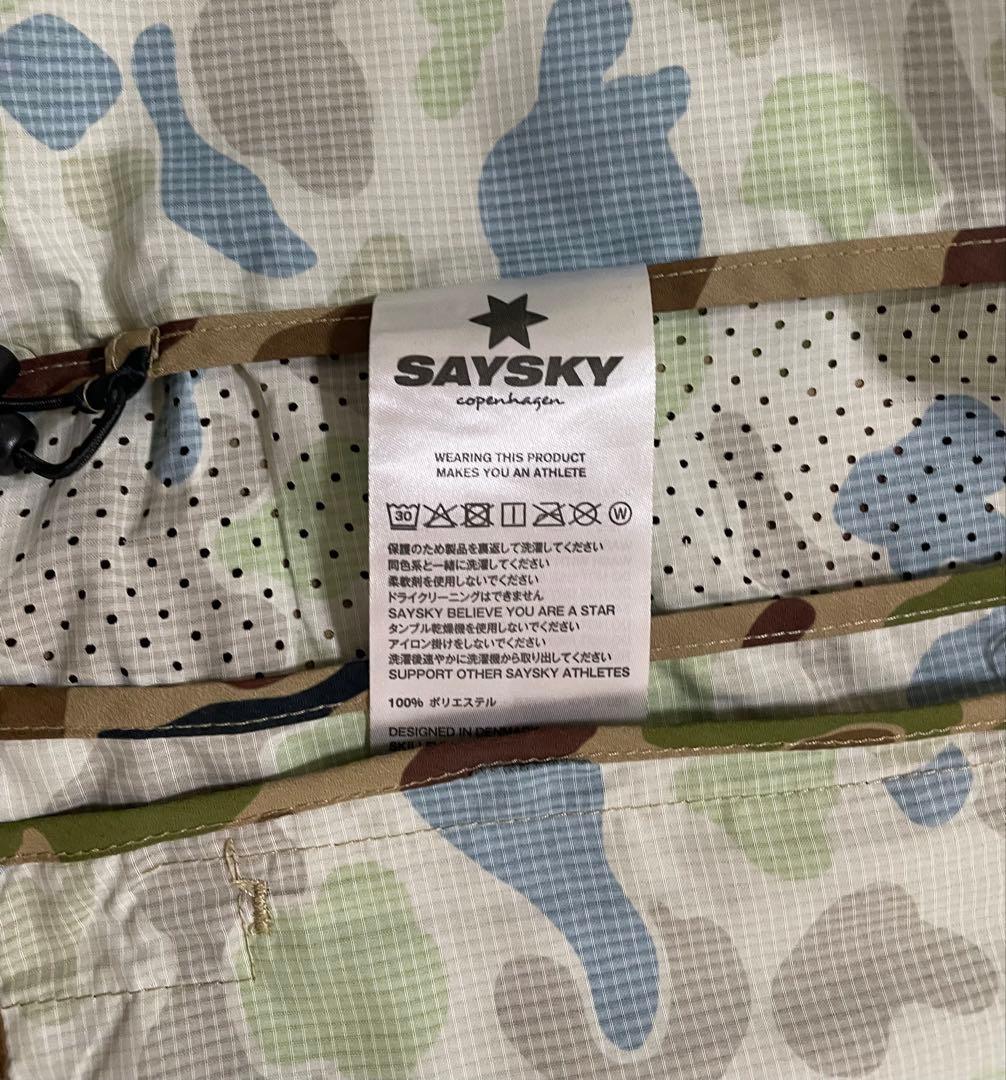 SAYSKY
copenhagen
WEARING THIS PRODUCT
MAKES YOU AN ATHLETE
30 W
保護のため製品を裏返して洗濯してください
同色系と一緒に洗濯してください
柔軟剤を使用しないでください
ドライクリーニングはできません
SAYSKY BELIEVE YOU ARE A STAR
タンブル乾燥機を使用しないでください
アイロン掛けをしないでください
洗濯後速やかに洗濯機から取り出してください
SUPPORT OTHER SAYSKY ATHLETES
100% ポリエステル
DESIGNED IN DENMARK